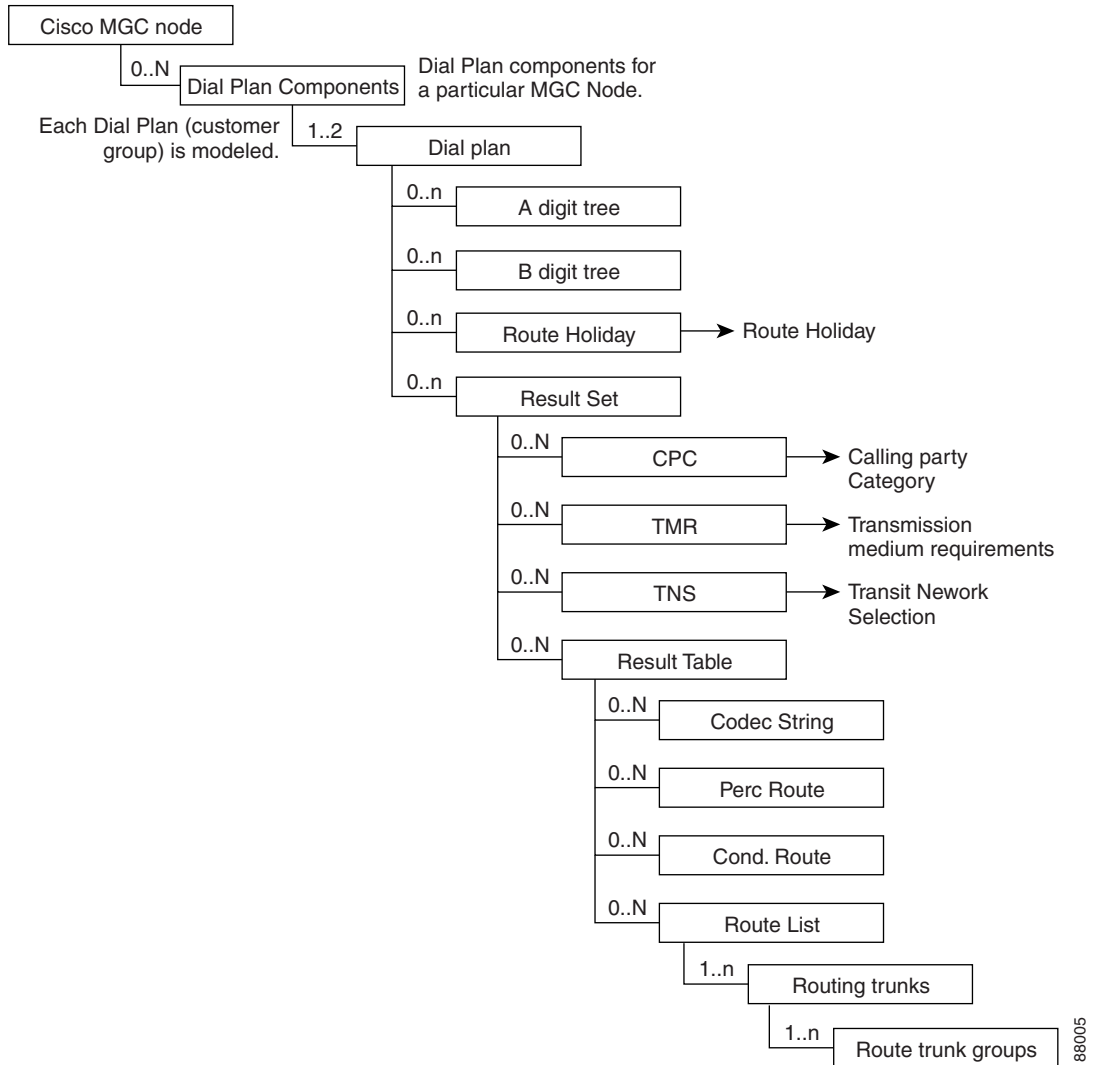 Cisco MGC node
0..N
Dial Plan Components
Dial Plan components for
a particular MGC Node.
Each Dial Plan (customer
group) is modeled.
1..2
Dial plan
0..n
A digit tree
0..n
B digit tree
0..n
Route Holiday
Route Holiday
0..n
Result Set
0..N
CPC
Calling party
Category
0..N
TMR
Transmission
medium requirements
0..N
TNS
Transit Nework
Selection
0..N
Result Table
0..N
Codec String
0..N
Perc Route
0..N
Cond. Route
0..N
Route List
1..n
Routing trunks
1..n
Route trunk groups
88005